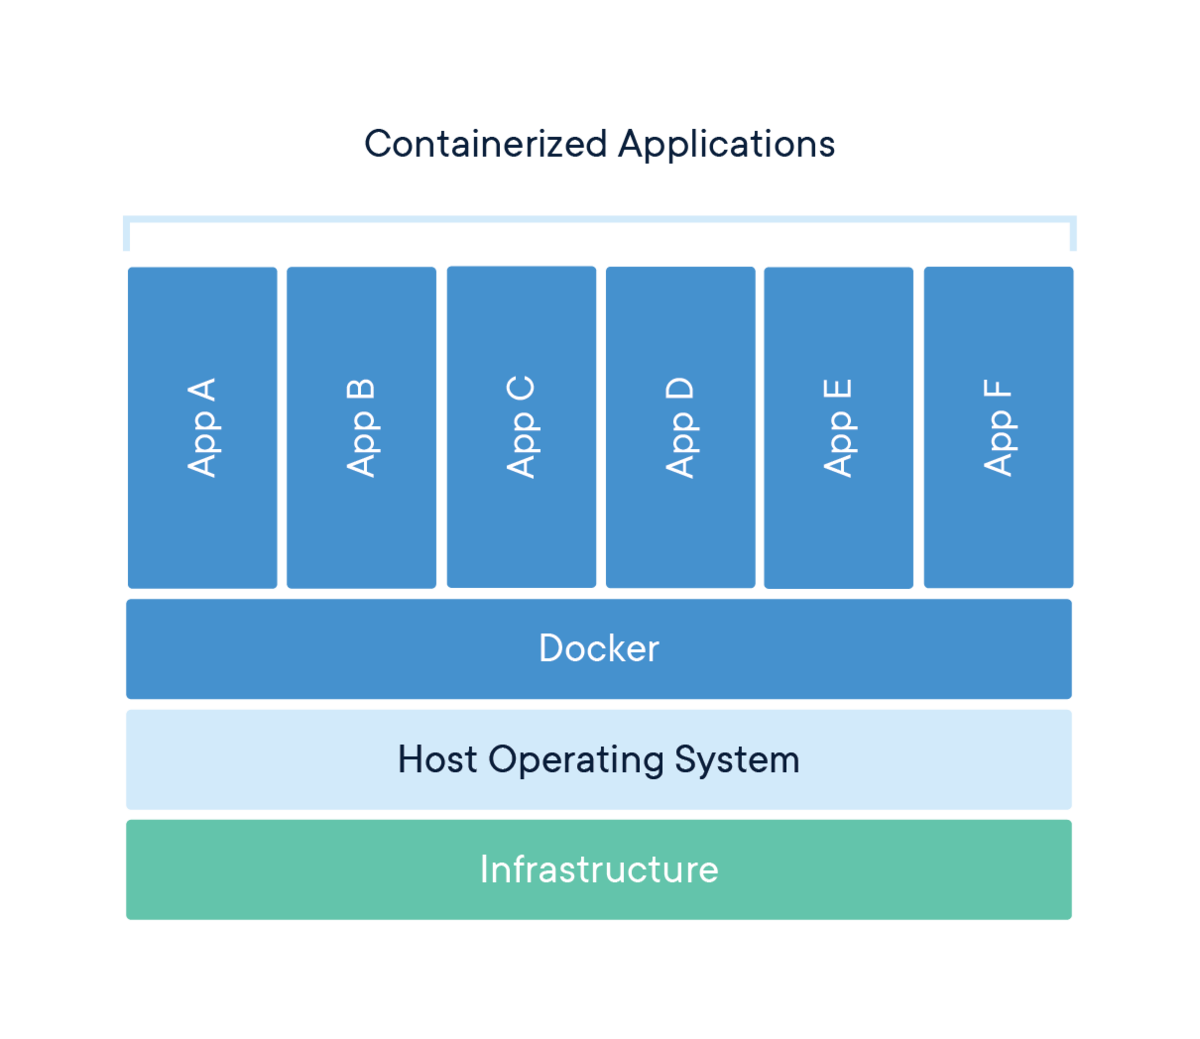 Containerized Applications
App A
App B
App C
App D
App E
App F
Docker
Host Operating System
Infrastructure